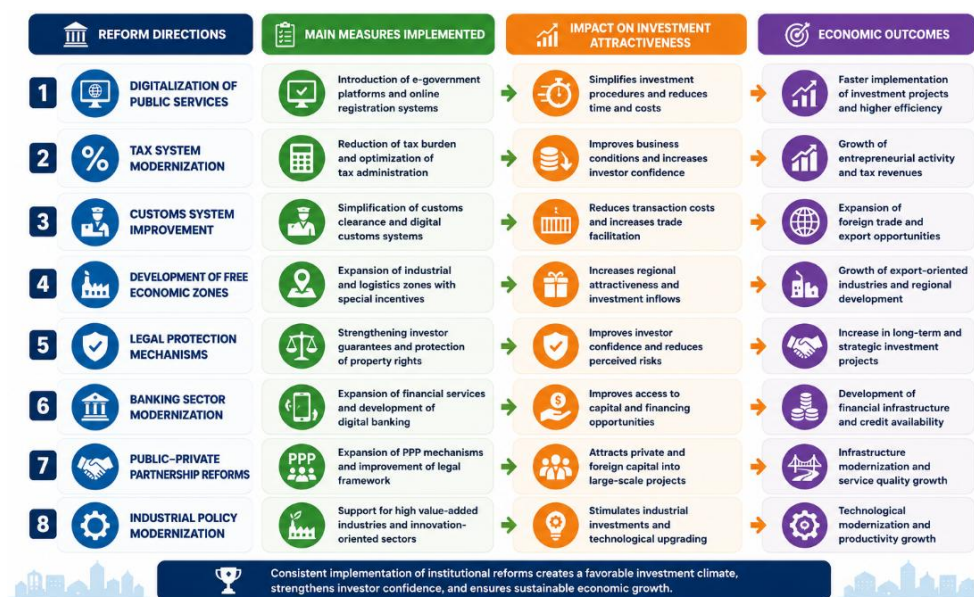 REFORM DIRECTIONS
MAIN MEASURES IMPLEMENTED
IMPACT ON INVESTMENT
ATTRACTIVENESS
ECONOMIC OUTCOMES
1
DIGITALIZATION OF
PUBLIC SERVICES
Introduction of e-government
platforms and online
registration systems
Simplifies investment
procedures and reduces
time and costs
Faster implementation
of investment projects
and higher efficiency
2
%
TAX SYSTEM
MODERNIZATION
Reduction of tax burden
and optimization of
tax administration
Improves business
conditions and increases
investor confidence
Growth of
entrepreneurial activity
and tax revenues
3
CUSTOMS SYSTEM
IMPROVEMENT
Simplification of customs
clearance and digital
customs systems
Reduces transaction costs
and increases trade
facilitation
Expansion of
foreign trade and
export opportunities
4
DEVELOPMENT OF FREE
ECONOMIC ZONES
Expansion of industrial
and logistics zones with
special incentives
Increases regional
attractiveness and
investment inflows
Growth of export-oriented
industries and regional
development
5
LEGAL PROTECTION
MECHANISMS
Strengthening investor
guarantees and protection
of property rights
Improves investor
confidence and reduces
perceived risks
Increase in long-term and
strategic investment
projects
6
BANKING SECTOR
MODERNIZATION
Expansion of financial services
and development of
digital banking
$
Improves access to
capital and financing
opportunities
Development of
financial infrastructure
and credit availability
7
PUBLIC–PRIVATE
PARTNERSHIP REFORMS
PPP
Expansion of PPP mechanisms
and improvement of legal
framework
Attracts private and
foreign capital into
large-scale projects
Infrastructure
modernization and
service quality growth
8
INDUSTRIAL POLICY
MODERNIZATION
Support for high value-added
industries and innovation-
oriented sectors
Stimulates industrial
investments and
technological upgrading
Technological
modernization and
productivity growth
Consistent implementation of institutional reforms creates a favorable investment climate,
strengthens investor confidence, and ensures sustainable economic growth.